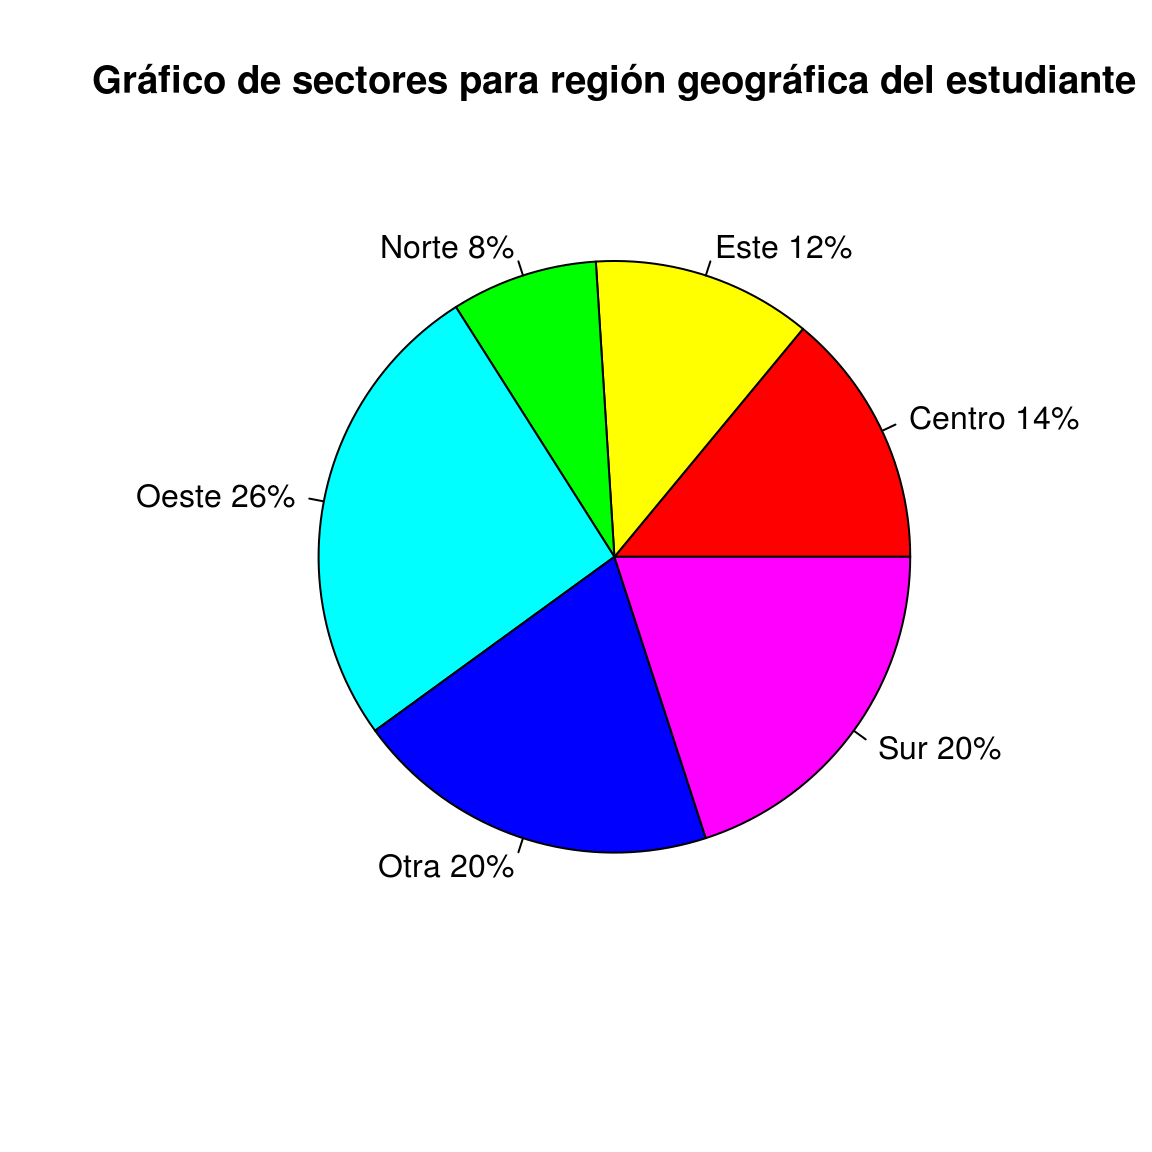 Gráfico de sectores para región geográfica del estudiante
Norte 8%
Este 12%
Centro 14%
Oeste 26%
Sur 20%
Otra 20%